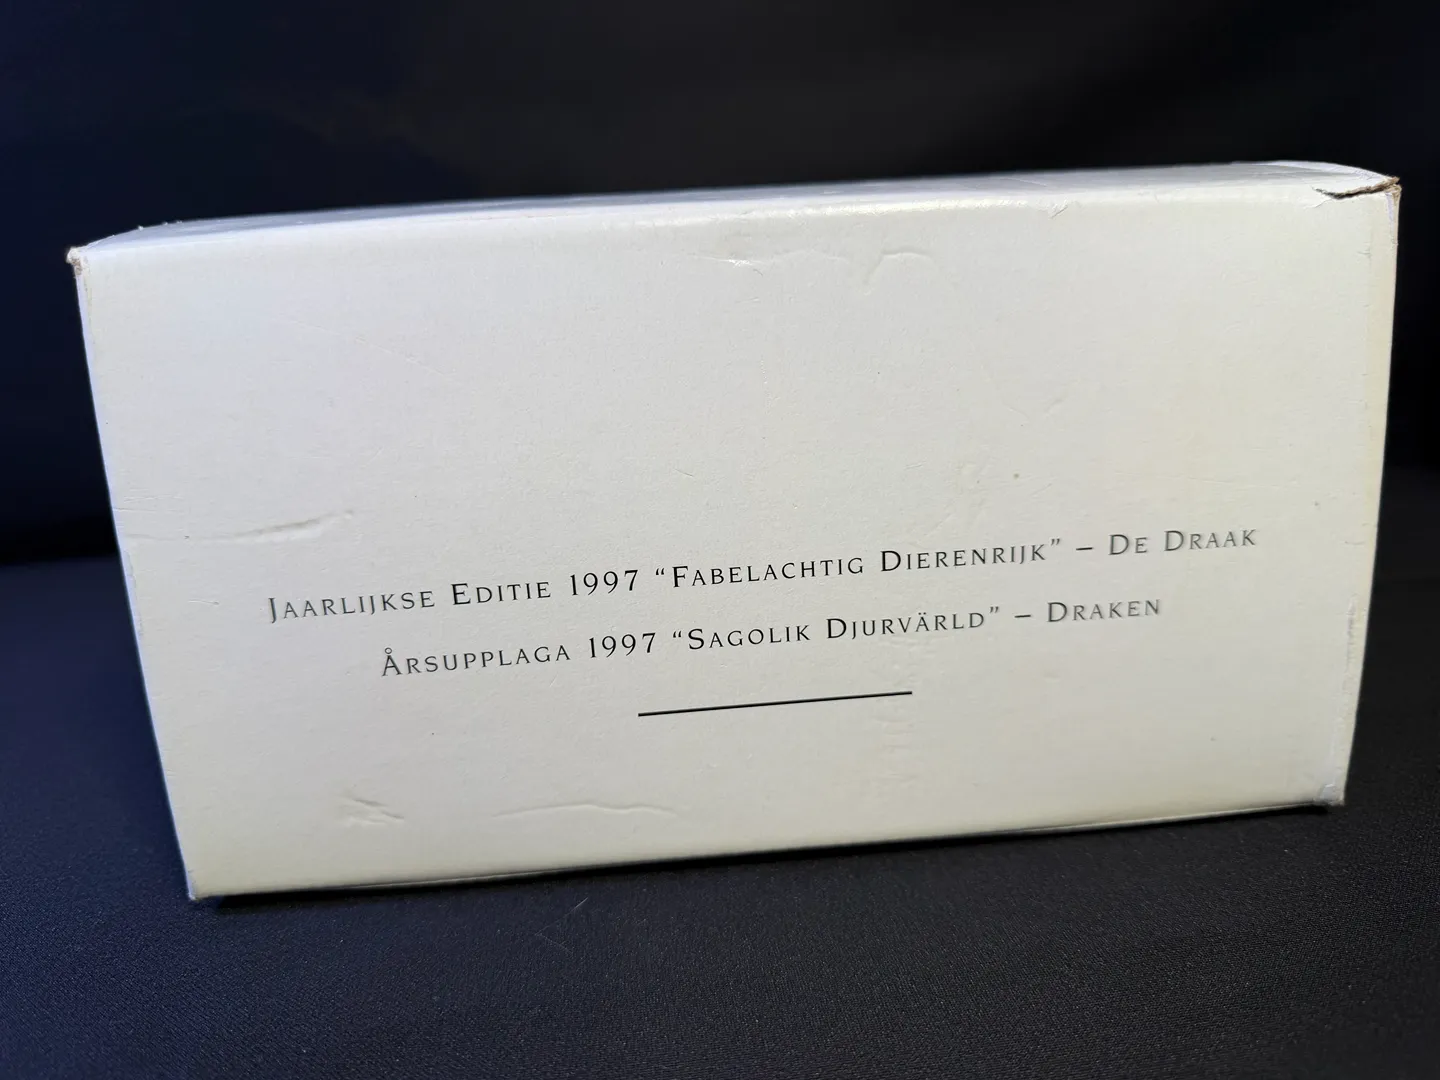 Jaarlijkse Editie 1997 “Fabelachtig Dierenrijk” – De Draak
Årsupplaga 1997 “Sagolik Djurvärld” – Draken